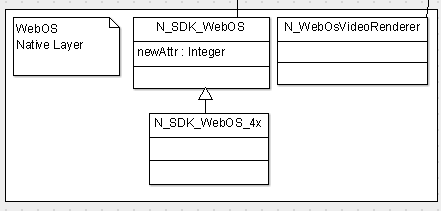 WebOS
Native Layer
N_SDK_WebOS
newAttr : Integer
N_WebOsVideoRenderer
N_SDK_WebOS_4x